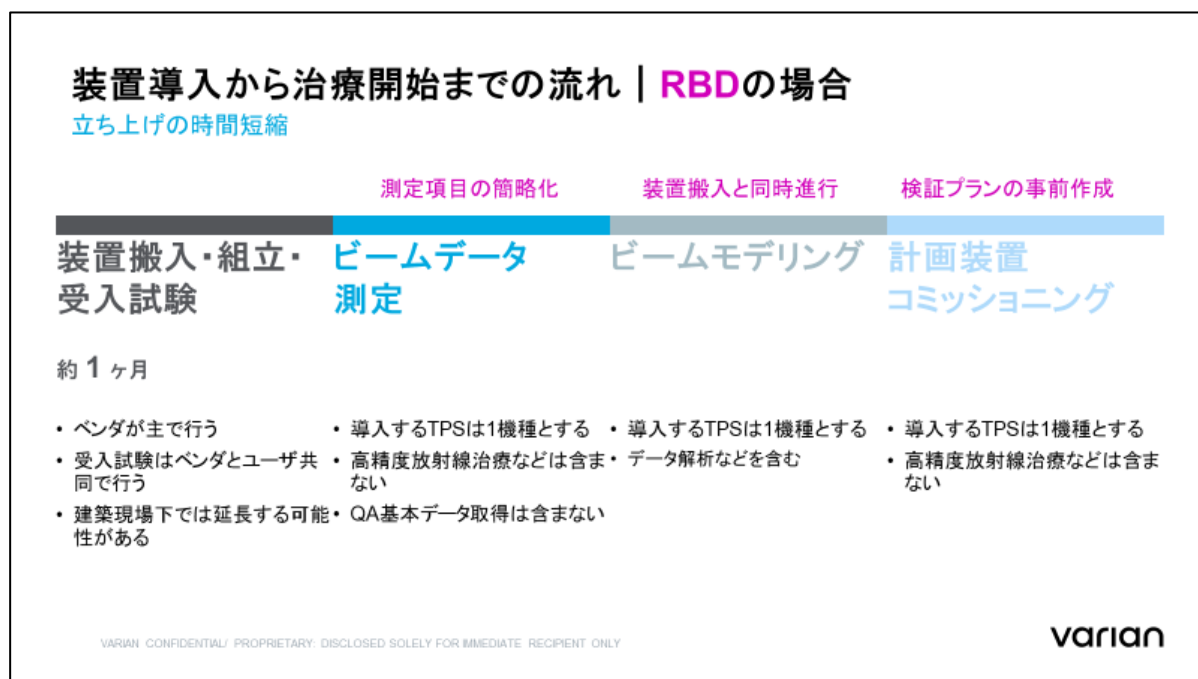 装置導入から治療開始までの流れ | RBDの場合
立ち上げの時間短縮
測定項目の簡略化
装置搬入と同時進行
検証プランの事前作成
装置搬入・組立・
受入試験
ビームデータ
測定
ビームモデリング
計画装置
コミッショニング
約 1 ヶ月
• ベンダが主で行う
• 受入試験はベンダとユーザ共
同で行う
• 建築現場下では延長する可能
性がある
• 導入するTPSは1機種とする
• 高精度放射線治療などは含ま
ない
• QA基本データ取得は含まない
• 導入するTPSは1機種とする
• データ解析などを含む
• 導入するTPSは1機種とする
• 高精度放射線治療などは含ま
ない
VARIAN CONFIDENTIAL/ PROPRIETARY: DISCLOSED SOLELY FOR IMMEDIATE RECIPIENT ONLY
varian